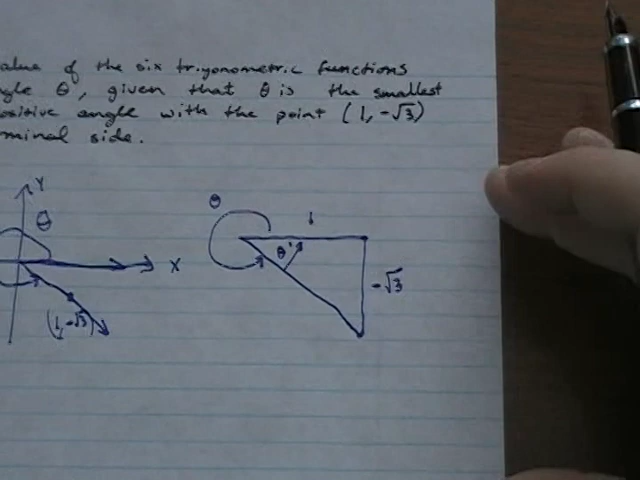 alue of the six trigonometric functions
gle θ, given that θ is the smallest
ositive angle with the point (1, -√3)
minal side.
Y
θ
X
(1, -√3)
θ
1
θ'
-√3